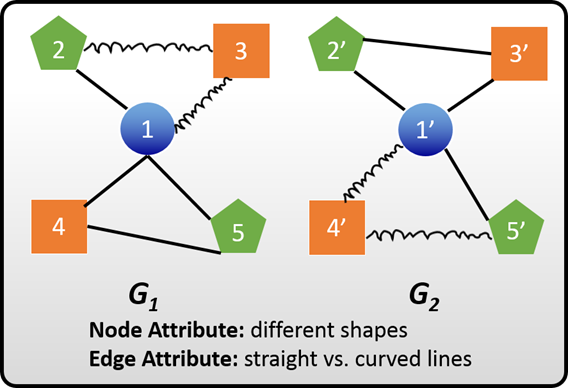 2
3
1
4
5
2’
3’
1’
4’
5’
G1
G2
Node Attribute: different shapes
Edge Attribute: straight vs. curved lines